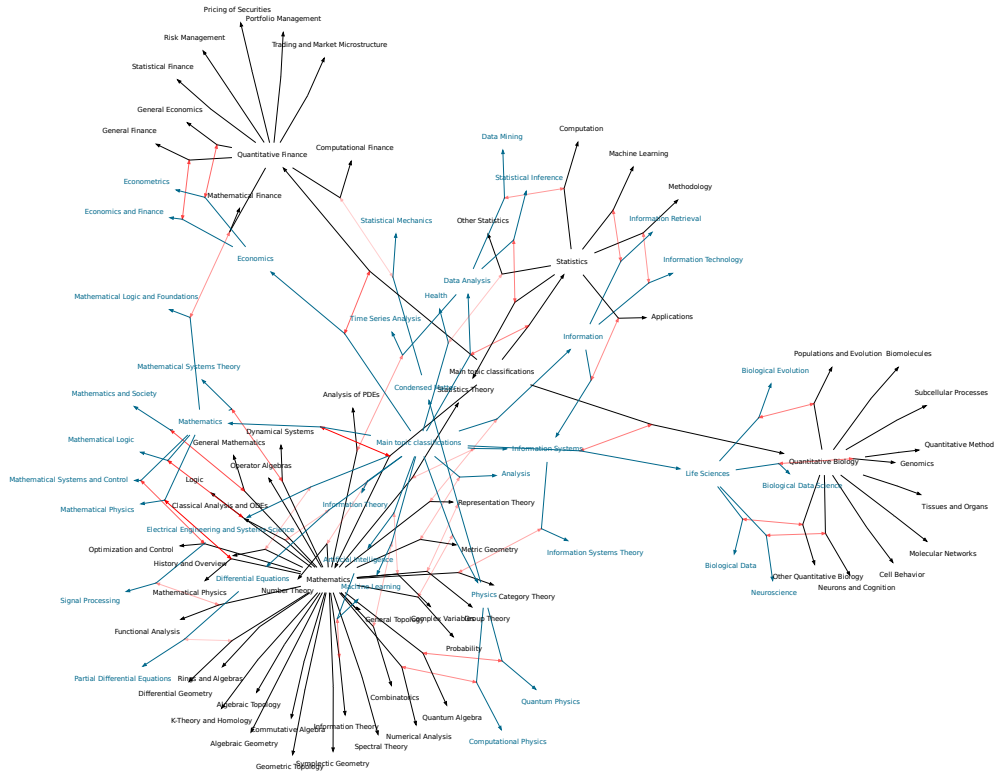 Pricing of Securities
Portfolio Management
Risk Management
Trading and Market Microstructure
Statistical Finance
General Economics
General Finance
Quantitative Finance
Computational Finance
Econometrics
Mathematical Finance
Economics and Finance
Economics
Statistical Mechanics
Data Mining
Computation
Machine Learning
Statistical Inference
Methodology
Other Statistics
Information Retrieval
Statistics
Information Technology
Data Analysis
Health
Mathematical Logic and Foundations
Time Series Analysis
Applications
Information
Populations and Evolution
Biomolecules
Mathematical Systems Theory
Main topic classifications
Biological Evolution
Condensed Matter
Statistics Theory
Mathematics and Society
Analysis of PDEs
Subcellular Processes
Mathematics
Dynamical Systems
Mathematical Logic
General Mathematics
Main topic classifications
Information Systems
Quantitative Method
Operator Algebras
Quantitative Biology
Genomics
Mathematical Systems and Control
Logic
Analysis
Life Sciences
Biological Data Science
Mathematical Physics
Classical Analysis and ODEs
Information Theory
Representation Theory
Tissues and Organs
Electrical Engineering and Systems Science
Optimization and Control
Metric Geometry
Information Systems Theory
Molecular Networks
History and Overview
Artificial Intelligence
Biological Data
Differential Equations
Mathematics
Other Quantitative Biology
Cell Behavior
Mathematical Physics
Number Theory
Machine Learning
Physics
Category Theory
Neuroscience
Neurons and Cognition
Signal Processing
General Topology
Complex Variables
Group Theory
Functional Analysis
Probability
Partial Differential Equations
Rings and Algebras
Differential Geometry
Combinatorics
Quantum Physics
Algebraic Topology
Quantum Algebra
K-Theory and Homology
Commutative Algebra
Information Theory
Numerical Analysis
Computational Physics
Algebraic Geometry
Spectral Theory
Geometric Topology
Symplectic Geometry